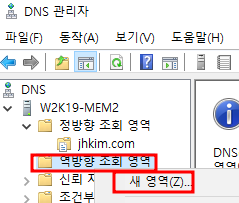 DNS 관리자
파일(F) 동작(A) 보기(V) 도움말(H)
DNS
W2K19-MEM2
정방향 조회 영역
jhkim.com
역방향 조회 영역
신뢰
새 영역(Z)...
조건부